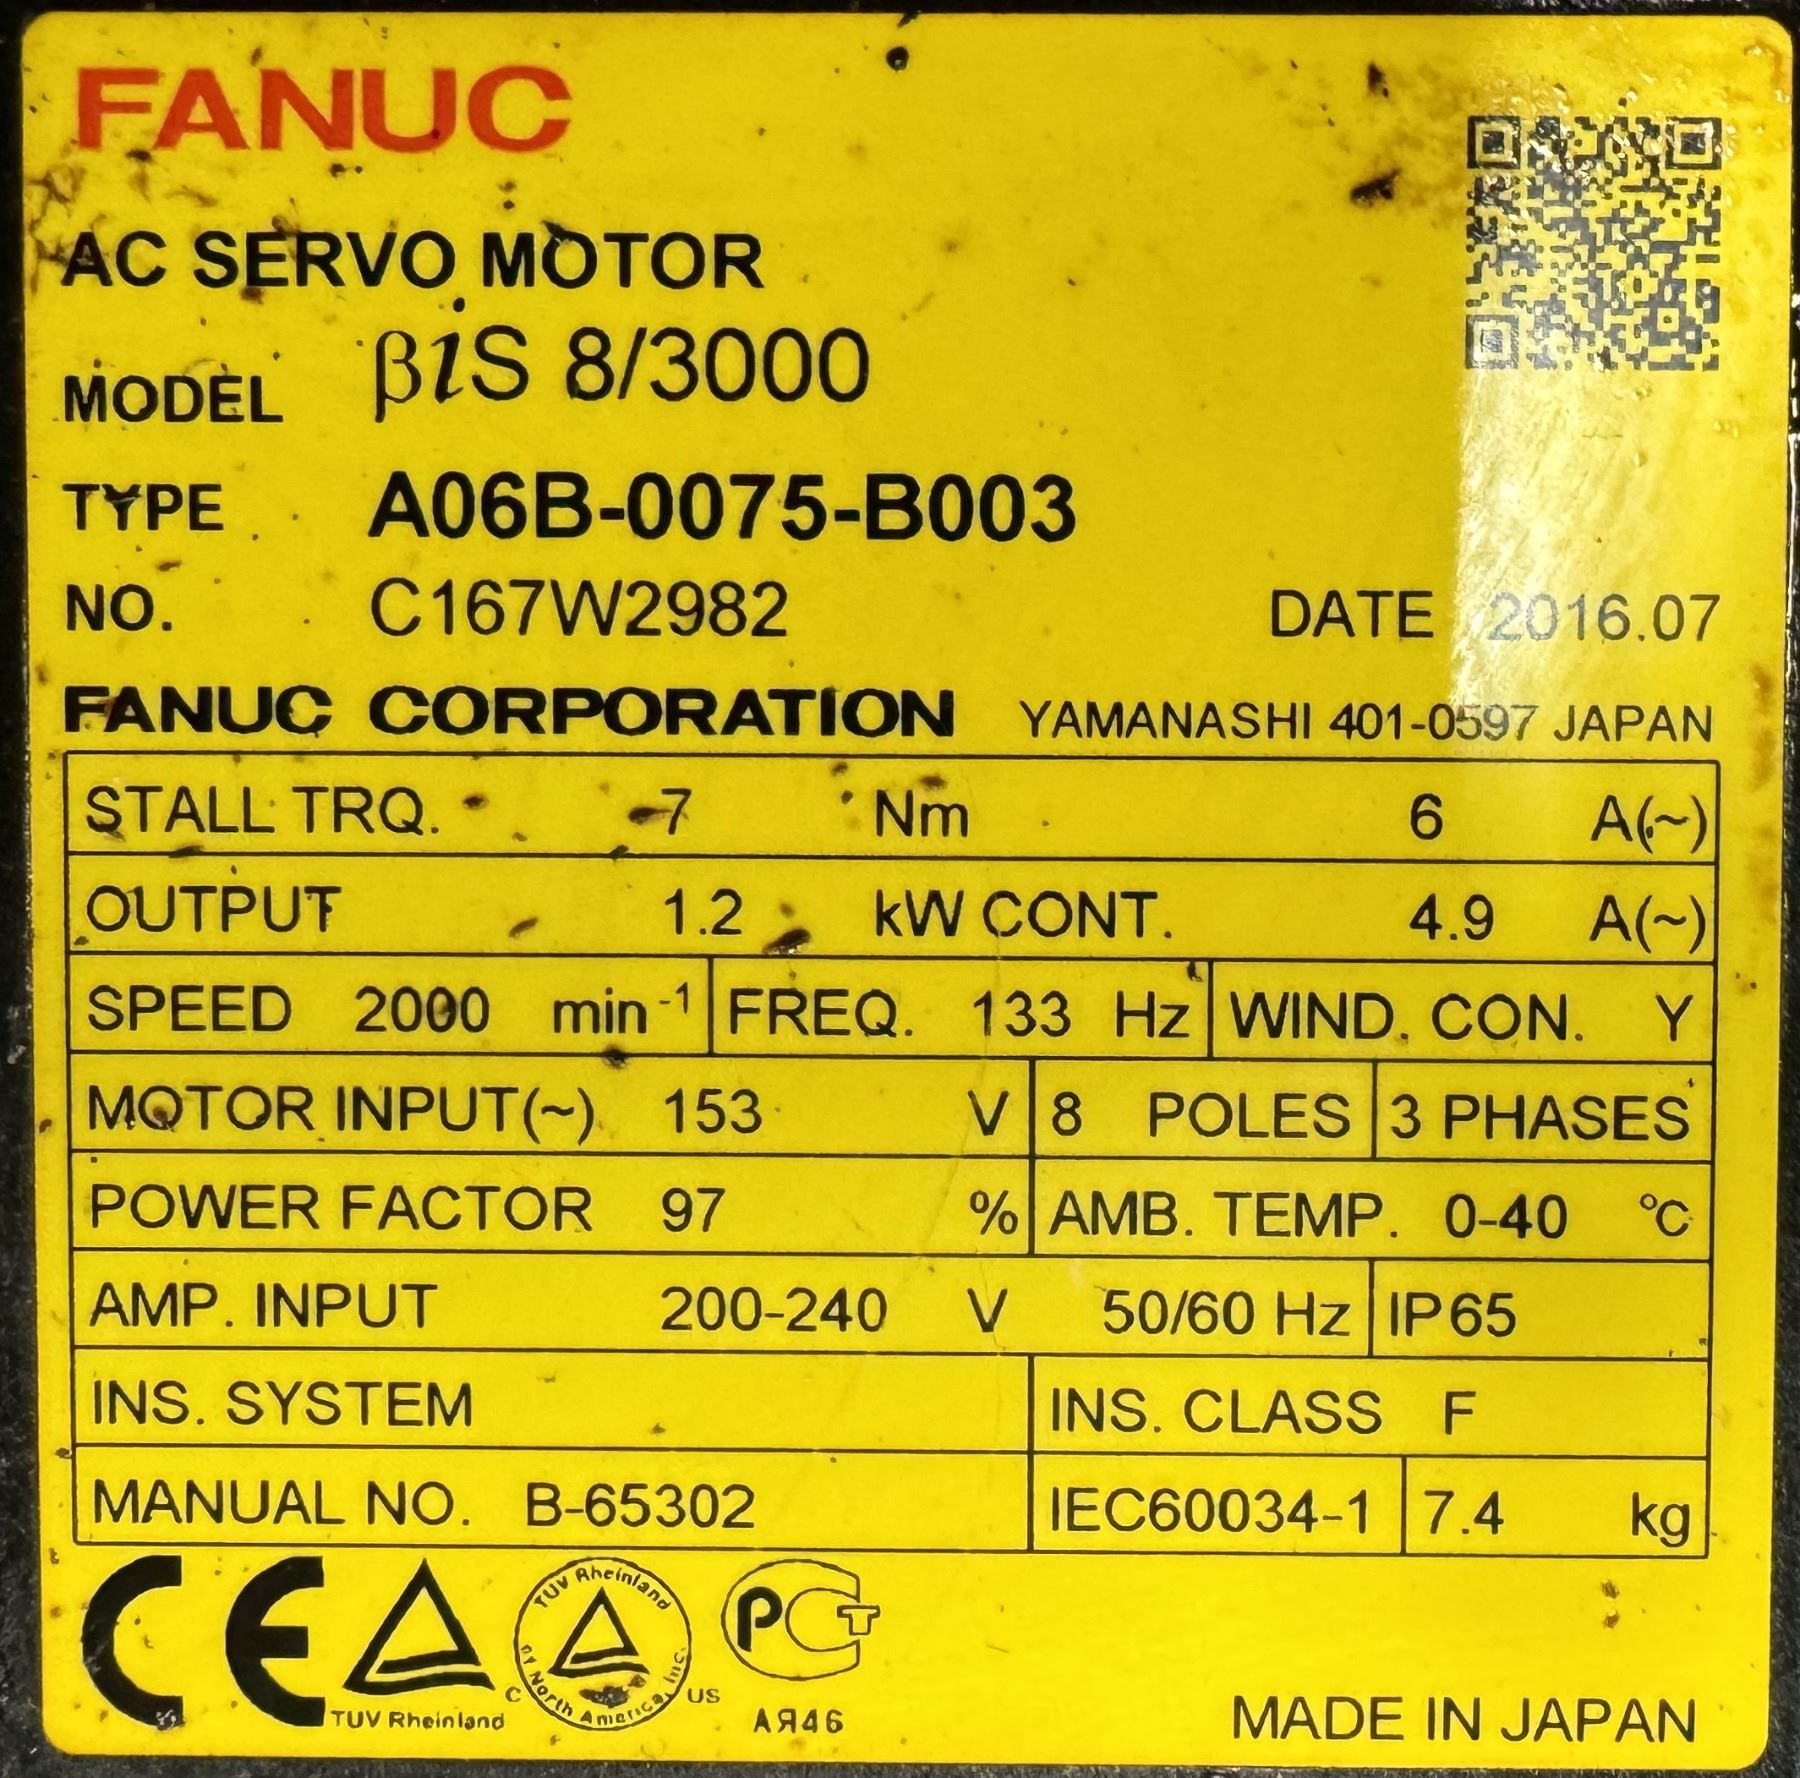 FANUC
AC SERVO MOTOR
MODEL βiS 8/3000
TYPE A06B-0075-B003
NO. C167W2982 DATE 2016.07
FANUC CORPORATION YAMANASHI 401-0597 JAPAN
STALL TRQ. 7 Nm 6 A(~)
OUTPUT 1.2 kW CONT. 4.9 A(~)
SPEED 2000 min⁻¹ FREQ. 133 Hz WIND. CON. Y
MOTOR INPUT(~) 153 V 8 POLES 3 PHASES
POWER FACTOR 97 % AMB. TEMP. 0-40 °C
AMP. INPUT 200-240 V 50/60 Hz IP65
INS. SYSTEM INS. CLASS F
MANUAL NO. B-65302 IEC60034-1 7.4 kg
CE
TUV Rheinland
TUV Rheinland
of North America, Inc.
C US
PCT
АЯ46
MADE IN JAPAN